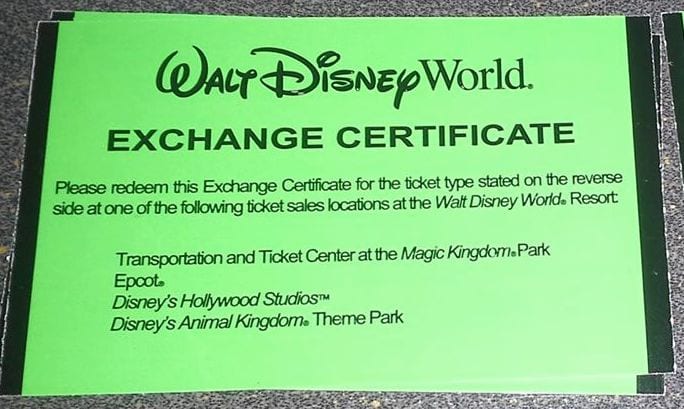 WALT DISNEY World®
EXCHANGE CERTIFICATE
Please redeem this Exchange Certificate for the ticket type stated on the reverse
side at one of the following ticket sales locations at the Walt Disney World® Resort:
Transportation and Ticket Center at the Magic Kingdom® Park
Epcot®
Disney's Hollywood Studios™
Disney's Animal Kingdom® Theme Park